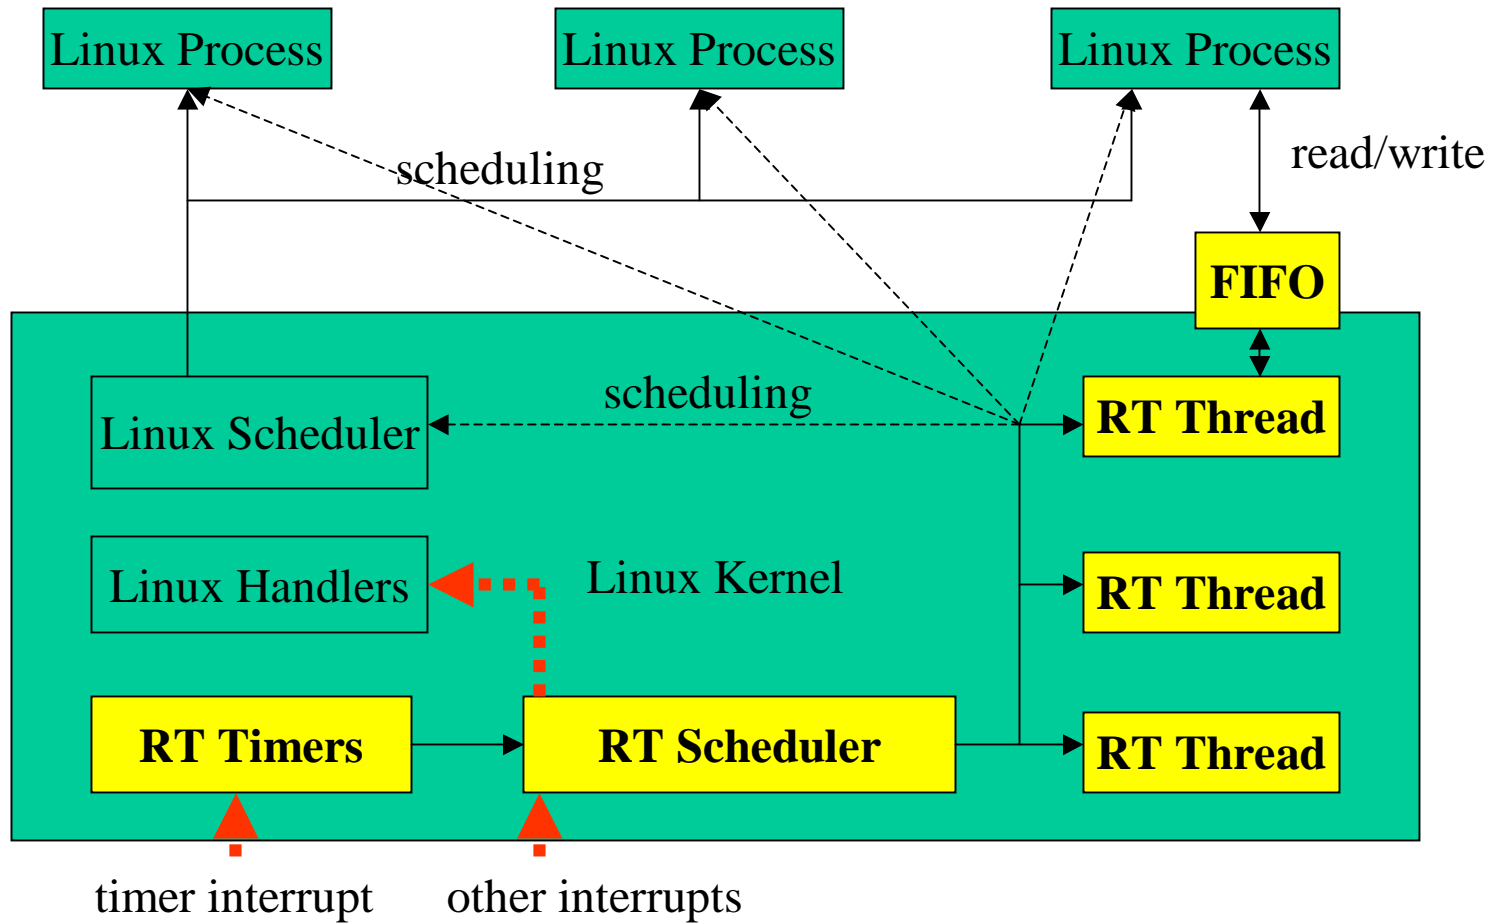 Linux Process
Linux Process
Linux Process
scheduling
read/write
FIFO
scheduling
Linux Scheduler
RT Thread
Linux Handlers
Linux Kernel
RT Thread
RT Timers
RT Scheduler
RT Thread
timer interrupt
other interrupts